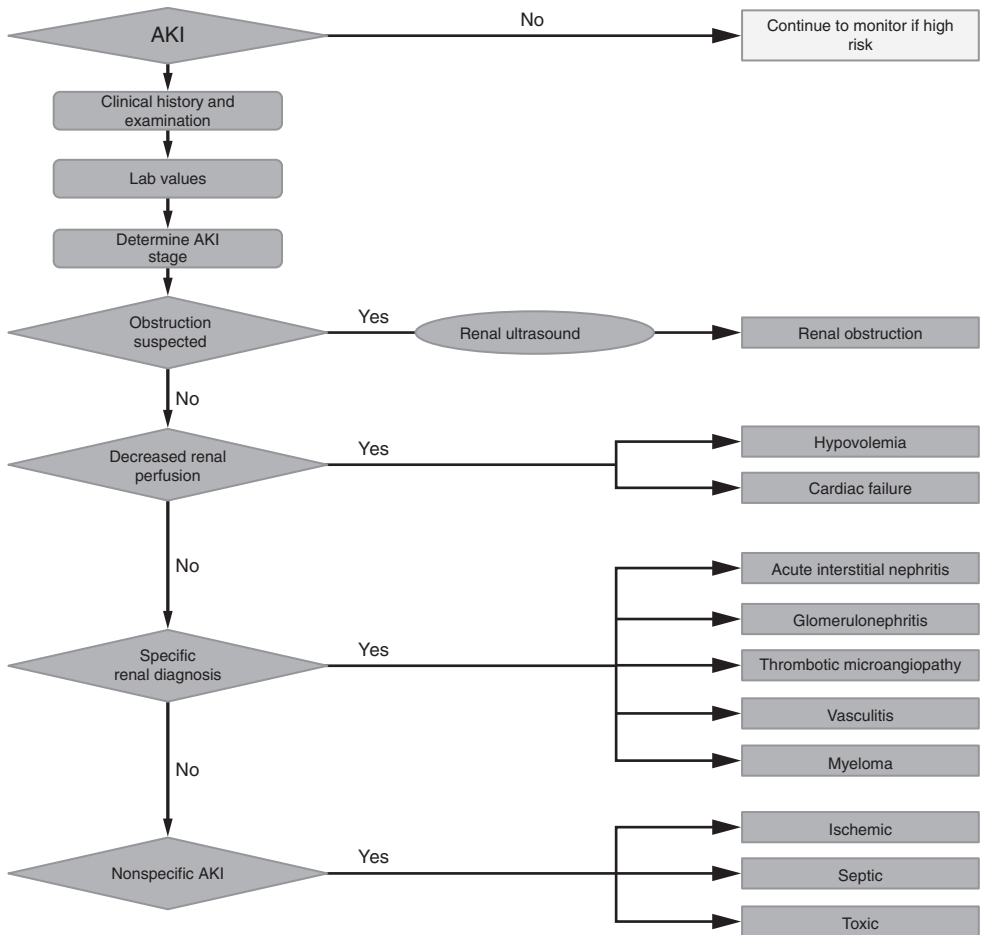 AKI
No
Continue to monitor if high
risk
Clinical history and
examination
Lab values
Determine AKI
stage
Obstruction
suspected
Yes
Renal ultrasound
Renal obstruction
No
Decreased renal
perfusion
Yes
Hypovolemia
Cardiac failure
No
Specific
renal diagnosis
Yes
Acute interstitial nephritis
Glomerulonephritis
Thrombotic microangiopathy
Vasculitis
Myeloma
No
Nonspecific AKI
Yes
Ischemic
Septic
Toxic